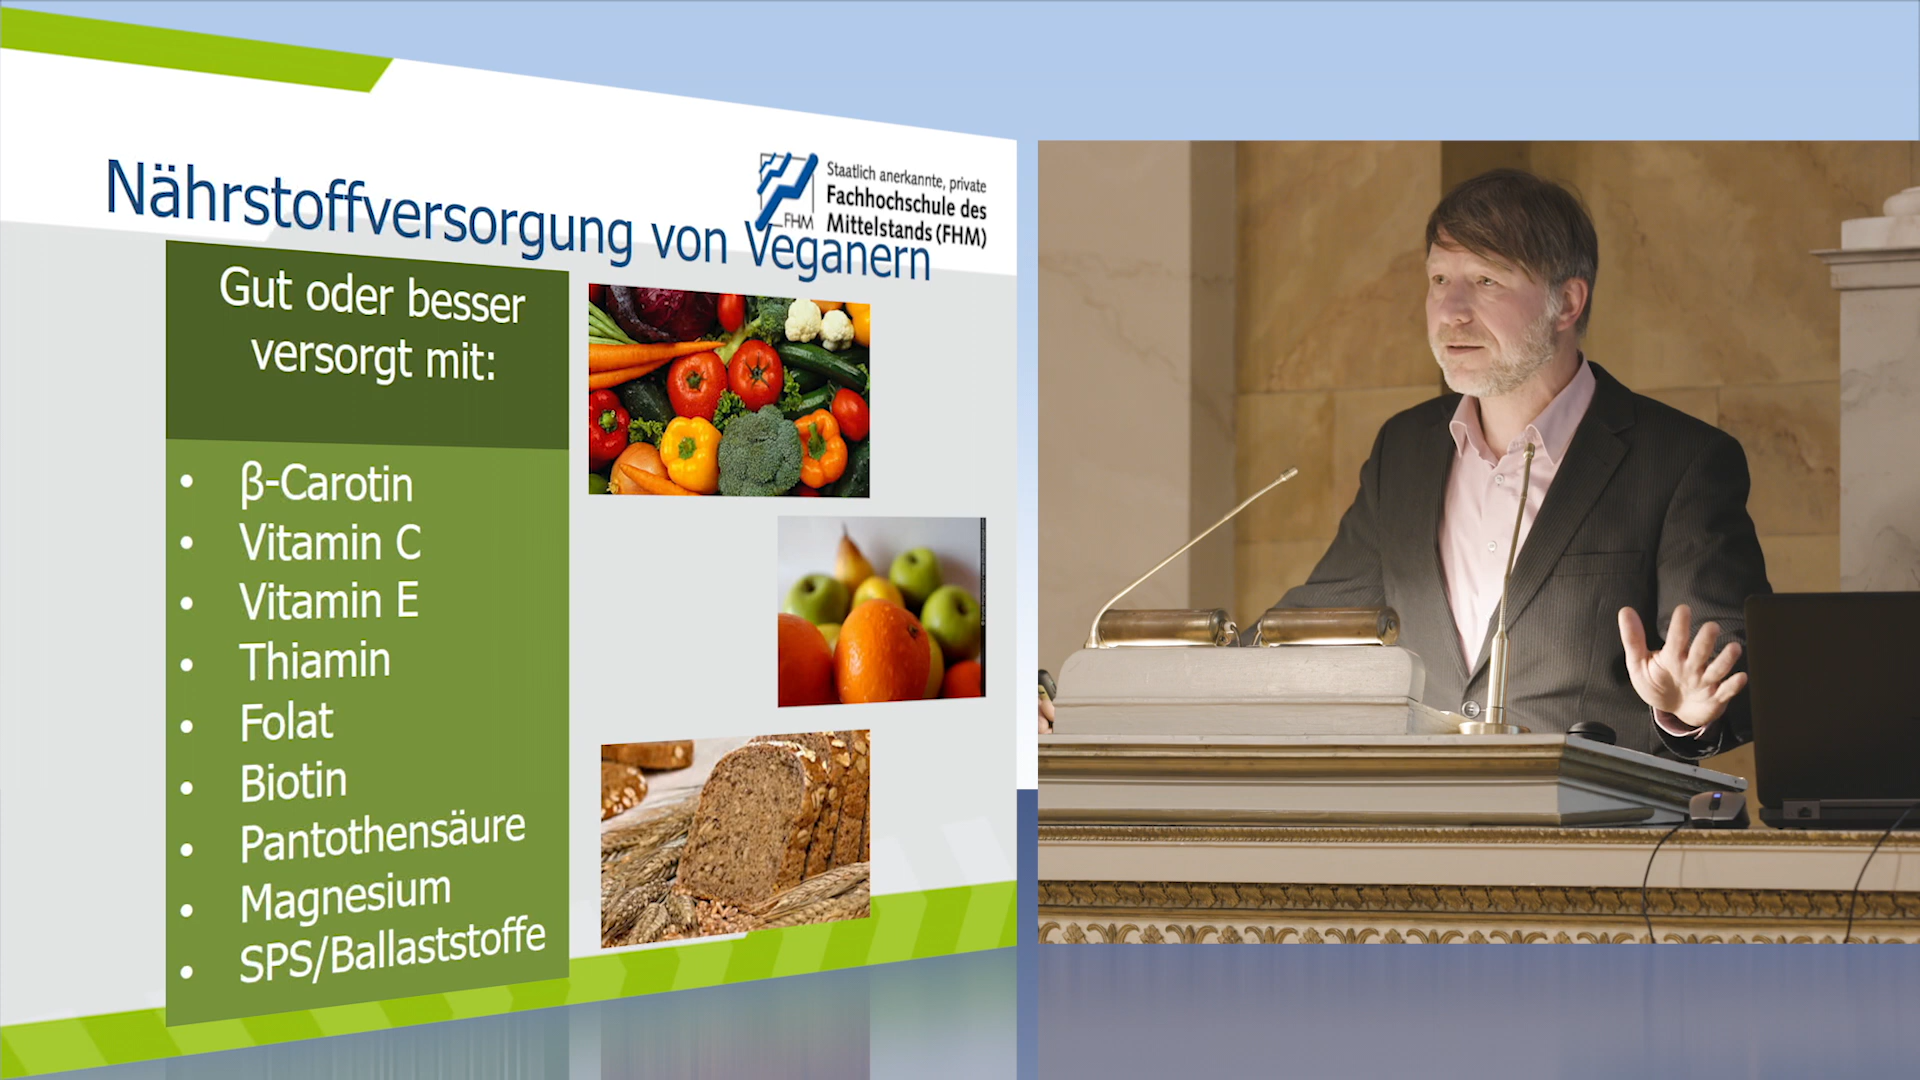 Nährstoffversorgung von Veganern
FHM
Staatlich anerkannte, private
Fachhochschule des
Mittelstands (FHM)
Gut oder besser
versorgt mit:
• β-Carotin
• Vitamin C
• Vitamin E
• Thiamin
• Folat
• Biotin
• Pantothensäure
• Magnesium
• SPS/Ballaststoffe